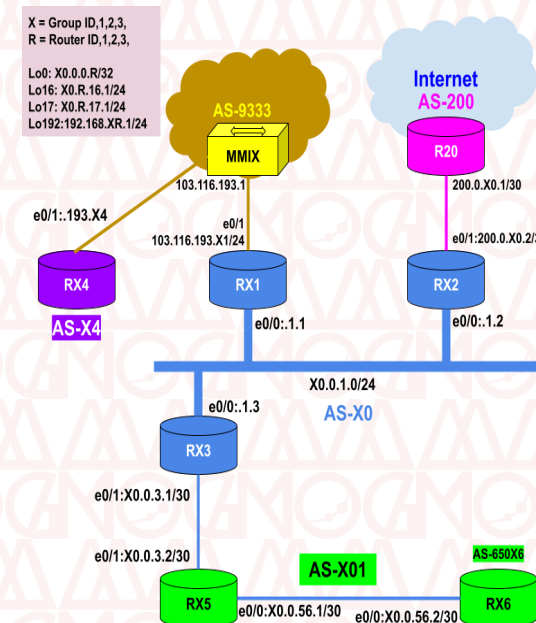 X = Group ID,1,2,3,
R = Router ID,1,2,3,
Lo0: X0.0.0.R/32
Lo16: X0.R.16.1/24
Lo17: X0.R.17.1/24
Lo192:192.168.XR.1/24
Internet
AS-200
AS-9333
R20
MMIX
103.116.193.1
200.0.X0.1/30
e0/1:.193.X4
e0/1
103.116.193.X1/24
e0/1:200.0.X0.2/3
RX4
RX1
RX2
AS-X4
e0/0:.1.1
e0/0:.1.2
X0.0.1.0/24
AS-X0
e0/0:.1.3
RX3
e0/1:X0.0.3.1/30
e0/1:X0.0.3.2/30
AS-X01
AS-650X6
RX5
RX6
e0/0:X0.0.56.1/30
e0/0:X0.0.56.2/30